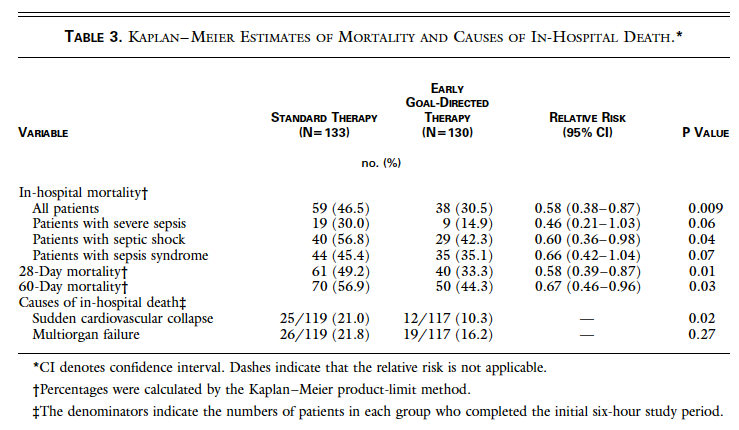 TABLE 3. KAPLAN–MEIER ESTIMATES OF MORTALITY AND CAUSES OF IN-HOSPITAL DEATH.*
VARIABLE STANDARD THERAPY (N=133) EARLY GOAL-DIRECTED THERAPY (N=130) RELATIVE RISK (95% CI) P VALUE
no. (%)
In-hospital mortality†
All patients 59 (46.5) 38 (30.5) 0.58 (0.38–0.87) 0.009
Patients with severe sepsis 19 (30.0) 9 (14.9) 0.46 (0.21–1.03) 0.06
Patients with septic shock 40 (56.8) 29 (42.3) 0.60 (0.36–0.98) 0.04
Patients with sepsis syndrome 44 (45.4) 35 (35.1) 0.66 (0.42–1.04) 0.07
28-Day mortality† 61 (49.2) 40 (33.3) 0.58 (0.39–0.87) 0.01
60-Day mortality† 70 (56.9) 50 (44.3) 0.67 (0.46–0.96) 0.03
Causes of in-hospital death‡
Sudden cardiovascular collapse 25/119 (21.0) 12/117 (10.3) — 0.02
Multiorgan failure 26/119 (21.8) 19/117 (16.2) — 0.27
*CI denotes confidence interval. Dashes indicate that the relative risk is not applicable.
†Percentages were calculated by the Kaplan–Meier product-limit method.
‡The denominators indicate the numbers of patients in each group who completed the initial six-hour study period.